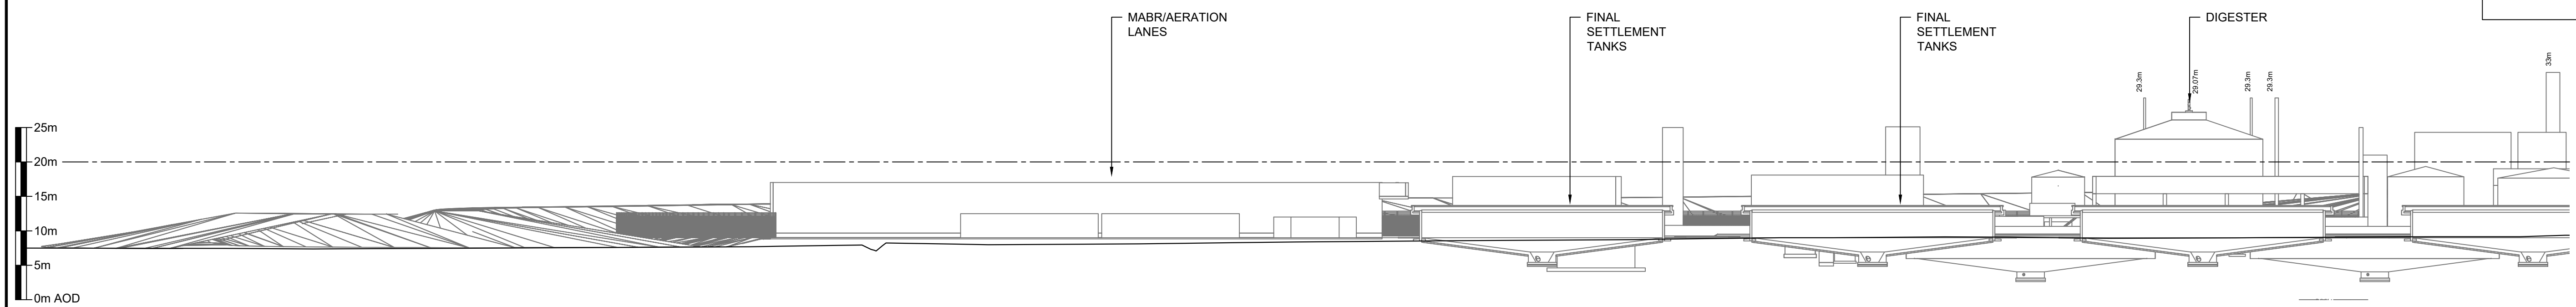 MABR/AERATION
LANES
FINAL
SETTLEMENT
TANKS
FINAL
SETTLEMENT
TANKS
DIGESTER
29.3m
29.07m
29.3m
29.3m
33m
25m
20m
15m
10m
5m
0m AOD